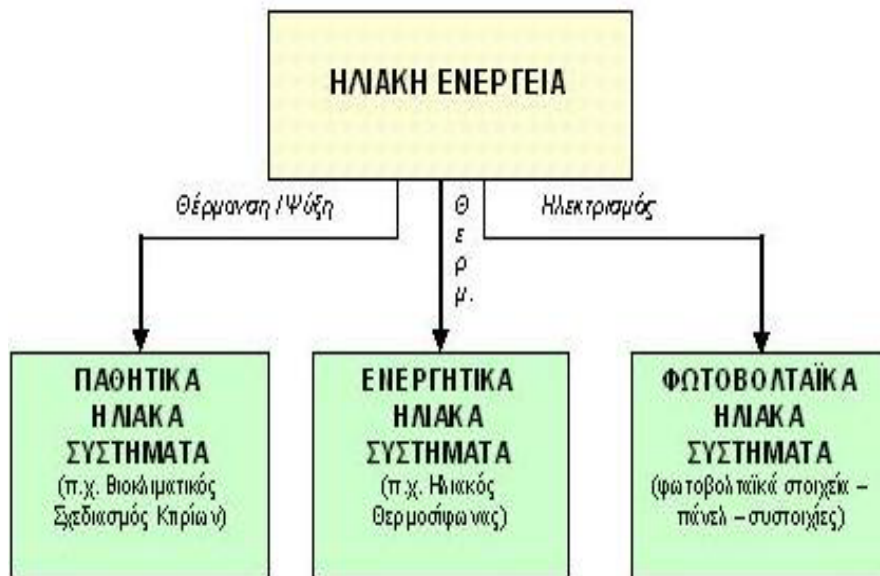 ΗΛΙΑΚΗ ΕΝΕΡΓΕΙΑ
Θέρμανση / Ψύξη
Θερμ.
Ηλεκτρισμός
ΠΑΘΗΤΙΚΑ
ΗΛΙΑΚΑ
ΣΥΣΤΗΜΑΤΑ
(π.χ. Βιοκλιματικός
Σχεδιασμός Κτιρίων)
ΕΝΕΡΓΗΤΙΚΑ
ΗΛΙΑΚΑ
ΣΥΣΤΗΜΑΤΑ
(π.χ. Ηλιακός
Θερμοσίφωνας)
ΦΩΤΟΒΟΛΤΑΪΚΑ
ΗΛΙΑΚΑ
ΣΥΣΤΗΜΑΤΑ
(φωτοβολταϊκά στοιχεία –
πάνελ – συστοιχίες)